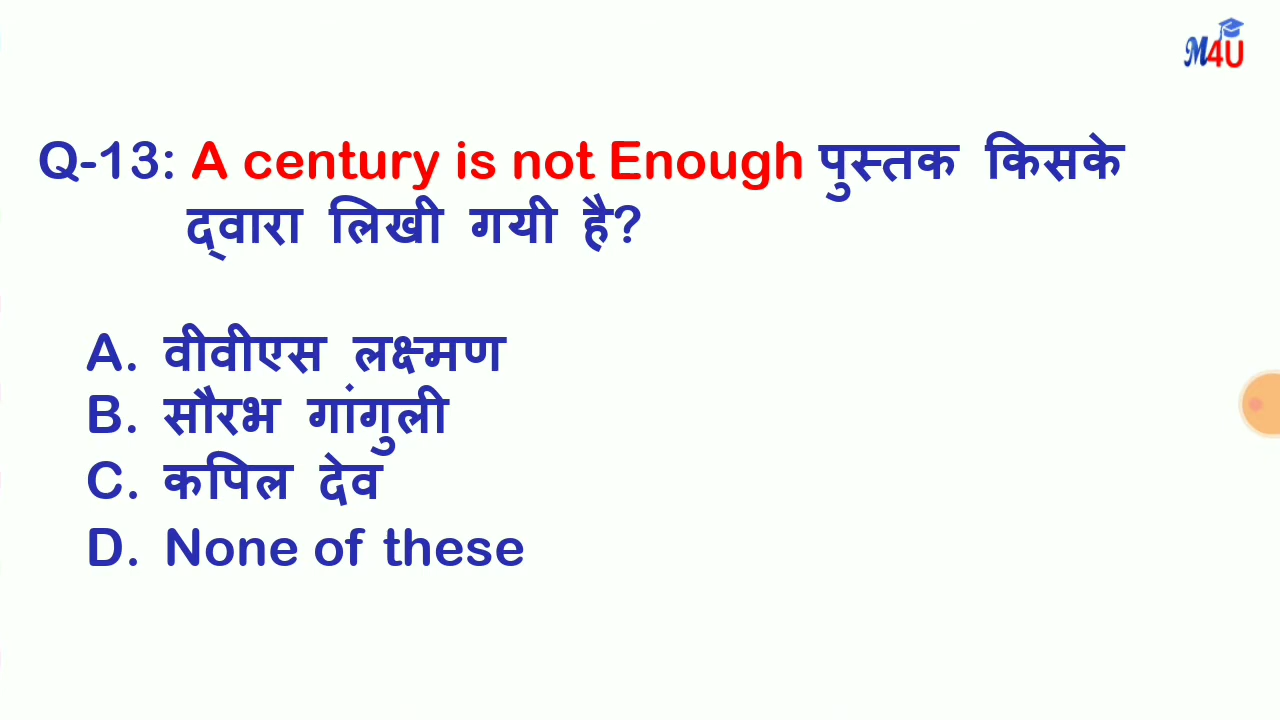 M4U
Q-13: A century is not Enough पुस्तक किसके
द्वारा लिखी गयी है?
A. वीवीएस लक्ष्मण
B. सौरभ गांगुली
C. कपिल देव
D. None of these